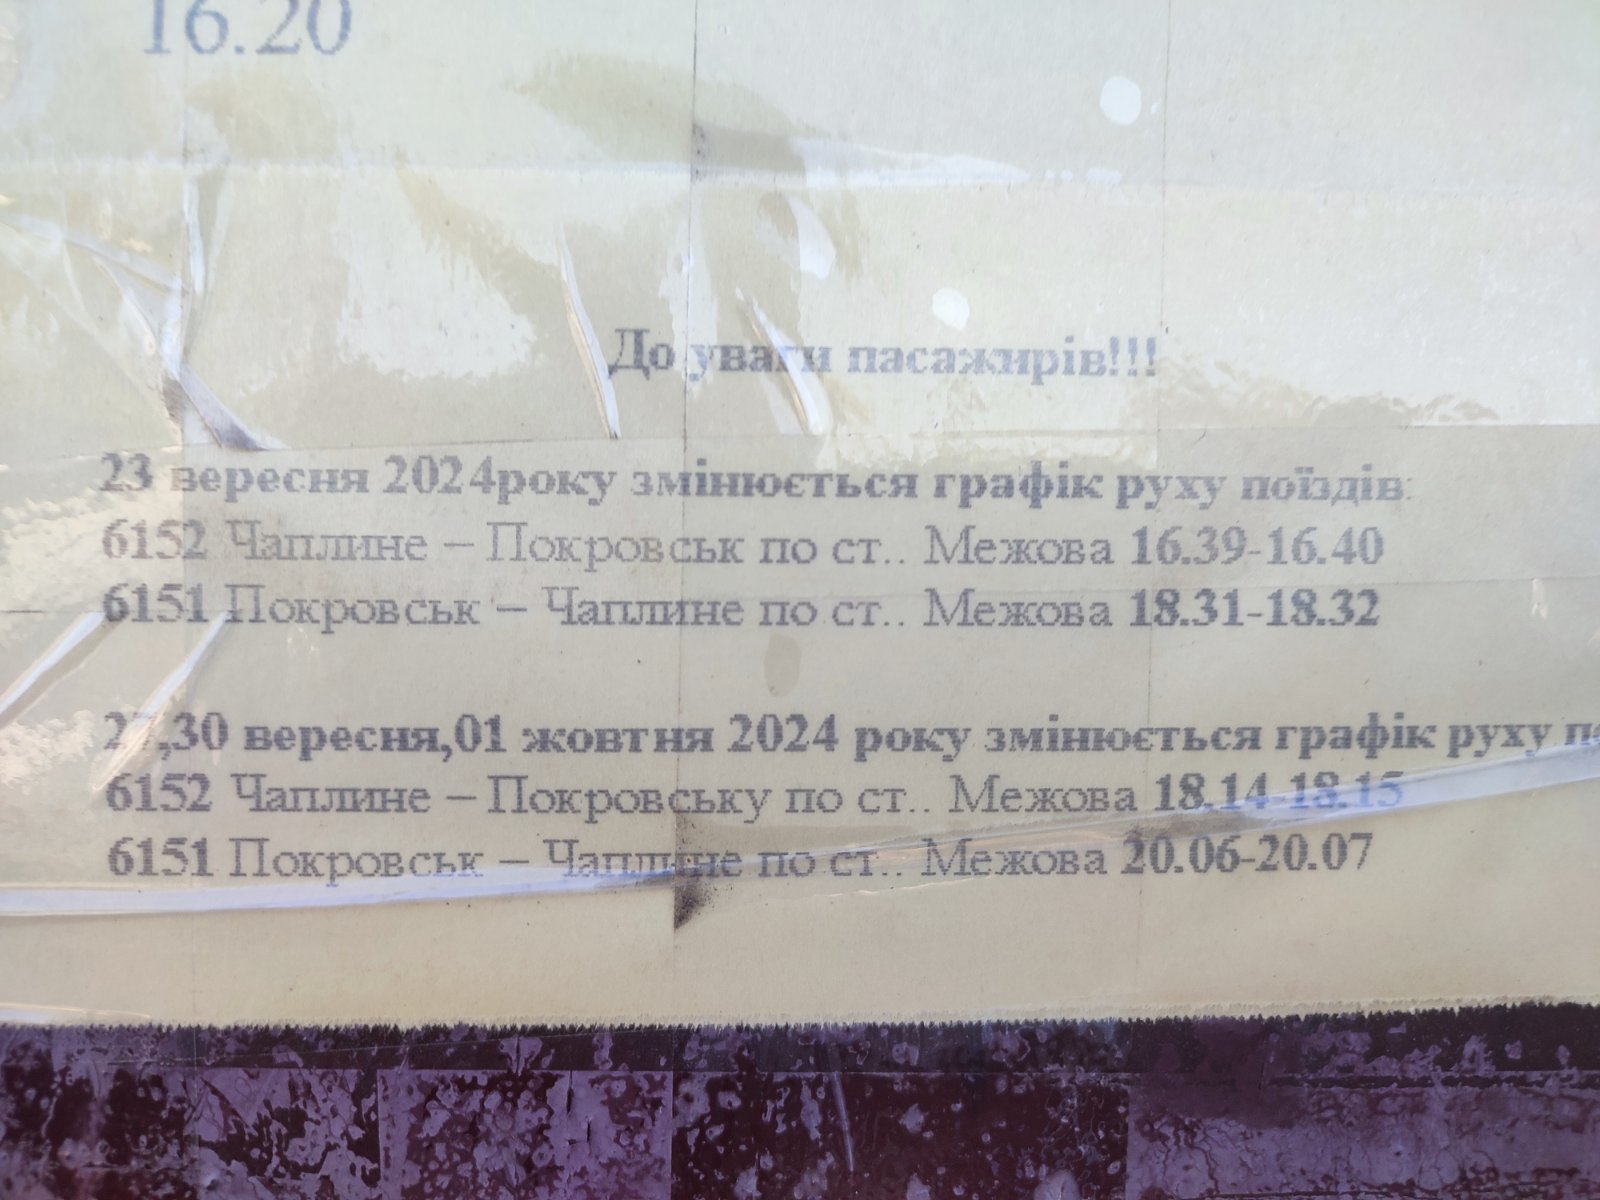 16.20
До уваги пасажирів!!!
23 вересня 2024року змінюється графік руху поїздів:
6152 Чаплине – Покровськ по ст.. Межова 16.39-16.40
6151 Покровськ – Чаплине по ст.. Межова 18.31-18.32
27,30 вересня,01 жовтня 2024 року змінюється графік руху
6152 Чаплине – Покровську по ст.. Межова 18.14-18.15
6151 Покровськ – Чаплине по ст.. Межова 20.06-20.07